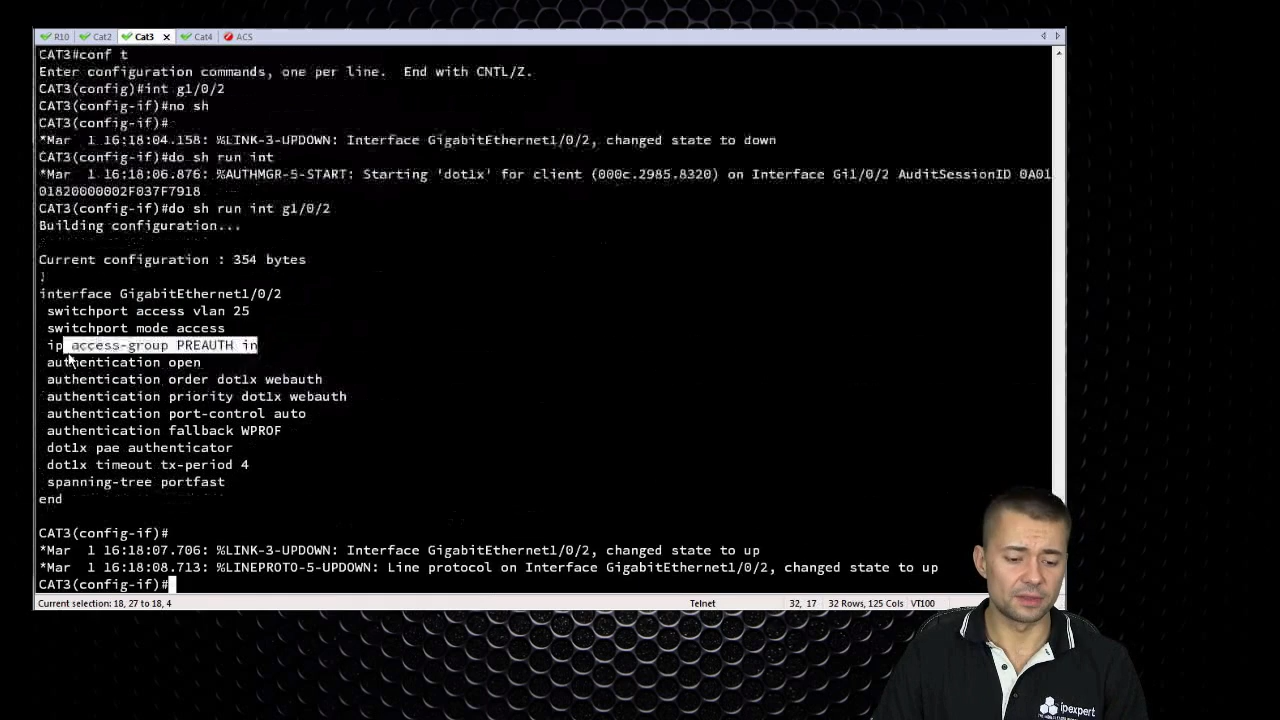 R10 Cat2 Cat3 Cat4 ACS
CAT3#conf t
Enter configuration commands, one per line.  End with CNTL/Z.
CAT3(config)#int g1/0/2
CAT3(config-if)#no sh
CAT3(config-if)#
*Mar  1 16:18:04.158: %LINK-3-UPDOWN: Interface GigabitEthernet1/0/2, changed state to down
CAT3(config-if)#do sh run int
*Mar  1 16:18:06.876: %AUTHMGR-5-START: Starting 'dot1x' for client (000c.2985.8320) on Interface Gi1/0/2 AuditSessionID 0A01
01820000002F037F7918
CAT3(config-if)#do sh run int g1/0/2
Building configuration...
Current configuration : 354 bytes
!
interface GigabitEthernet1/0/2
switchport access vlan 25
switchport mode access
ip access-group PREAUTH in
authentication open
authentication order dot1x webauth
authentication priority dot1x webauth
authentication port-control auto
authentication fallback WPROF
dot1x pae authenticator
dot1x timeout tx-period 4
spanning-tree portfast
end
CAT3(config-if)#
*Mar  1 16:18:07.706: %LINK-3-UPDOWN: Interface GigabitEthernet1/0/2, changed state to up
*Mar  1 16:18:08.713: %LINEPROTO-5-UPDOWN: Line protocol on Interface GigabitEthernet1/0/2, changed state to up
CAT3(config-if)#
Current selection: 18, 27 to 18, 4 Telnet 32, 17 32 Rows, 125 Cols VT100
ipexpert